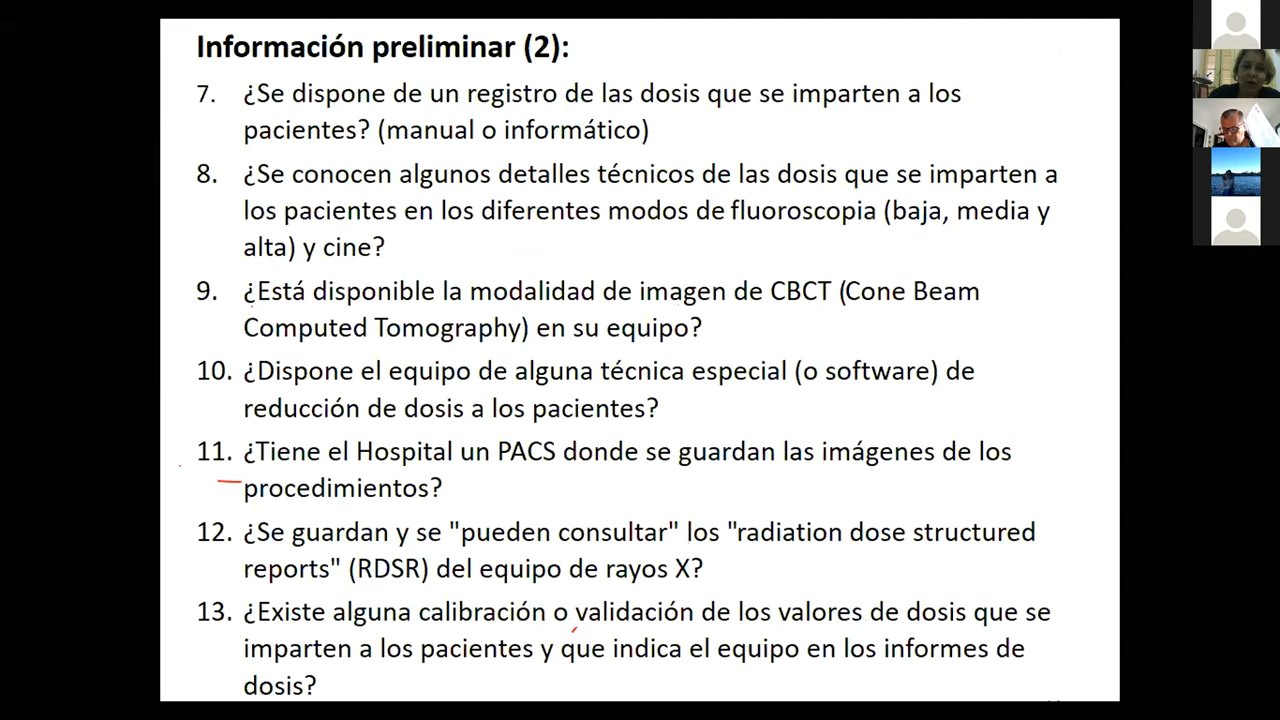 Información preliminar (2):
7. ¿Se dispone de un registro de las dosis que se imparten a los
pacientes? (manual o informático)
8. ¿Se conocen algunos detalles técnicos de las dosis que se imparten a
los pacientes en los diferentes modos de fluoroscopia (baja, media y
alta) y cine?
9. ¿Está disponible la modalidad de imagen de CBCT (Cone Beam
Computed Tomography) en su equipo?
10. ¿Dispone el equipo de alguna técnica especial (o software) de
reducción de dosis a los pacientes?
11. ¿Tiene el Hospital un PACS donde se guardan las imágenes de los
procedimientos?
12. ¿Se guardan y se "pueden consultar" los "radiation dose structured
reports" (RDSR) del equipo de rayos X?
13. ¿Existe alguna calibración o validación de los valores de dosis que se
imparten a los pacientes y que indica el equipo en los informes de
dosis?